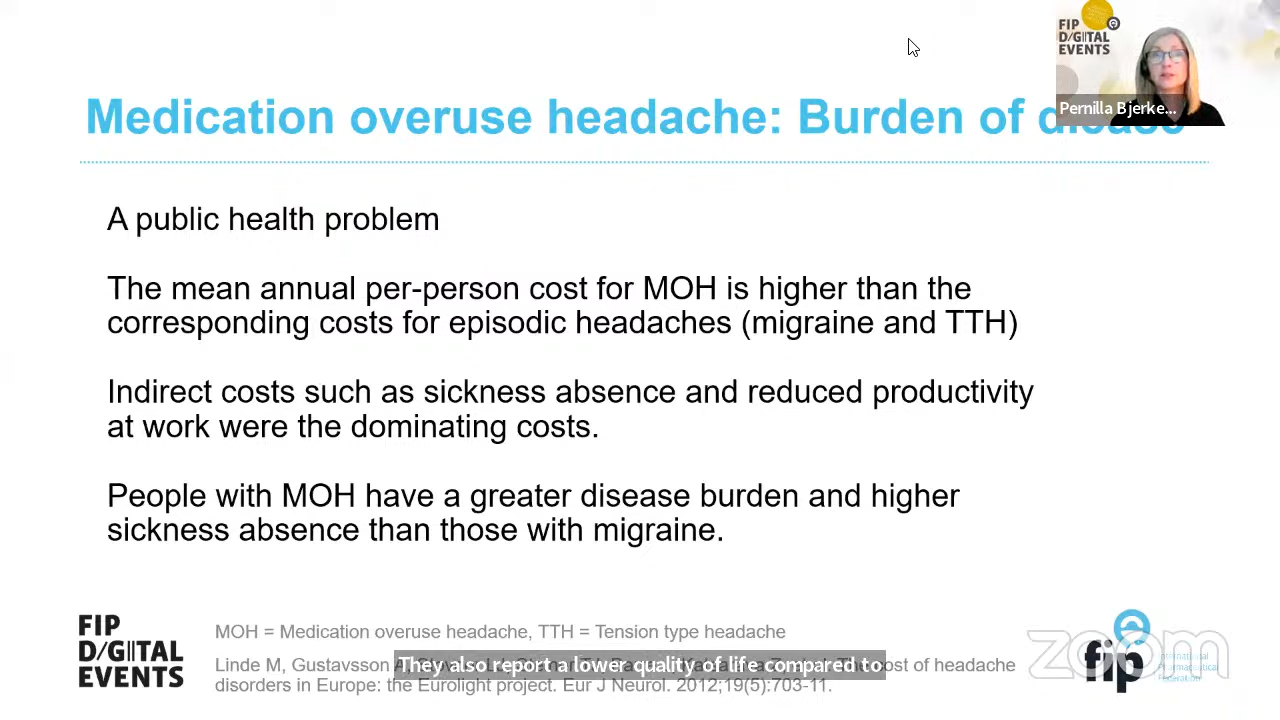 FIP
D/G|TAL
EVENTS
Pernilla Bjerke...
Medication overuse headache: Burden of
A public health problem
The mean annual per-person cost for MOH is higher than the
corresponding costs for episodic headaches (migraine and TTH)
Indirect costs such as sickness absence and reduced productivity
at work were the dominating costs.
People with MOH have a greater disease burden and higher
sickness absence than those with migraine.
FIP
D/G|TAL
EVENTS
MOH = Medication overuse headache, TTH = Tension type headache
Linde M, Gustavsson
They also report a lower quality of life compared to
cost of headache
disorders in Europe: the Eurolight project. Eur J Neurol. 2012;19(5):703-11.
fip
International
Pharmaceutical
Federation
zoom